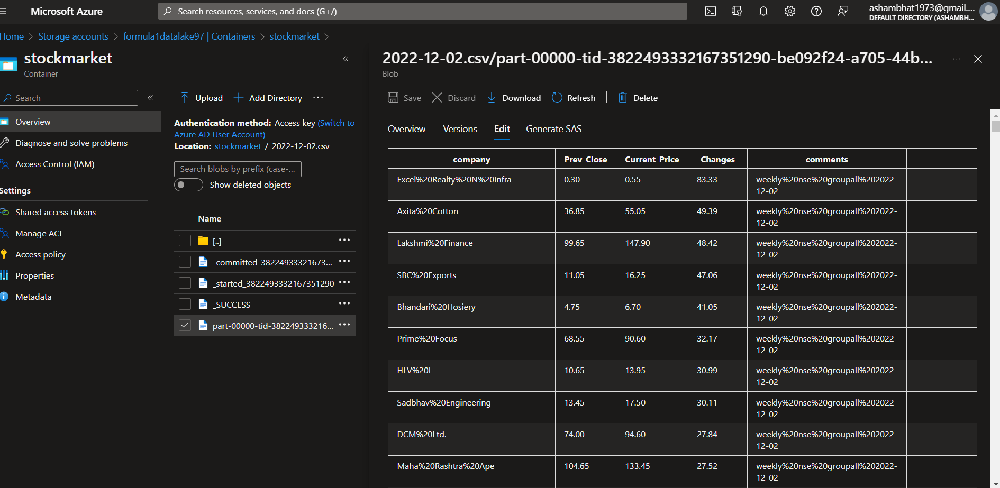 Microsoft Azure
Search resources, services, and docs (G+/)
ashambhat1973@gmail....
DEFAULT DIRECTORY (ASHAMBH...
Home > Storage accounts > formula1datalake97 | Containers > stockmarket >
stockmarket
Container
Search
Overview
Diagnose and solve problems
Access Control (IAM)
Settings
Shared access tokens
Manage ACL
Access policy
Properties
Metadata
Upload Add Directory ...
Authentication method: Access key (Switch to
Azure AD User Account)
Location: stockmarket / 2022-12-02.csv
Search blobs by prefix (case-...
Show deleted objects
Name
[..]
_committed_38224933321673...
_started_3822493332167351290
_SUCCESS
part-00000-tid-382249333216...
2022-12-02.csv/part-00000-tid-3822493332167351290-be092f24-a705-44b...
Blob
Save Discard Download Refresh | Delete
Overview Versions Edit Generate SAS
company Prev_Close Current_Price Changes comments
Excel%20Realty%20N%20Infra 0.30 0.55 83.33 weekly%20nse%20groupall%202022-
12-02
Axita%20Cotton 36.85 55.05 49.39 weekly%20nse%20groupall%202022-
12-02
Lakshmi%20Finance 99.65 147.90 48.42 weekly%20nse%20groupall%202022-
12-02
SBC%20Exports 11.05 16.25 47.06 weekly%20nse%20groupall%202022-
12-02
Bhandari%20Hosiery 4.75 6.70 41.05 weekly%20nse%20groupall%202022-
12-02
Prime%20Focus 68.55 90.60 32.17 weekly%20nse%20groupall%202022-
12-02
HLV%20L 10.65 13.95 30.99 weekly%20nse%20groupall%202022-
12-02
Sadbhav%20Engineering 13.45 17.50 30.11 weekly%20nse%20groupall%202022-
12-02
DCM%20Ltd. 74.00 94.60 27.84 weekly%20nse%20groupall%202022-
12-02
Maha%20Rashtra%20Ape 104.65 133.45 27.52 weekly%20nse%20groupall%202022-
12-02